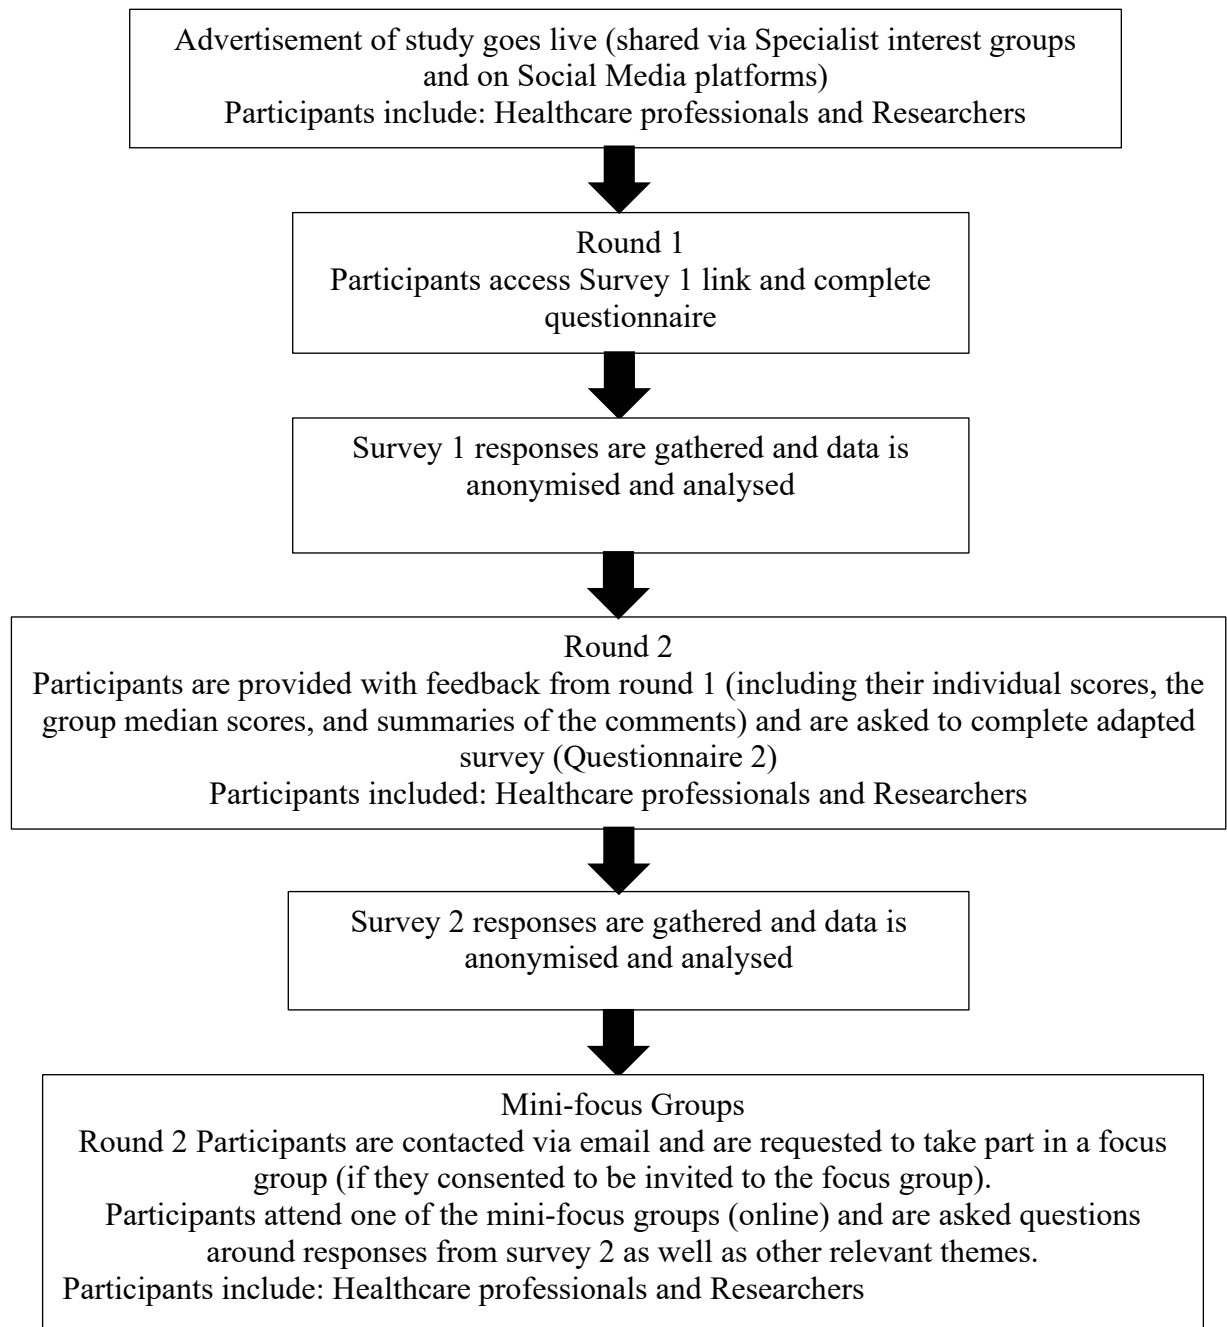 Advertisement of study goes live (shared via Specialist interest groups
and on Social Media platforms)
Participants include: Healthcare professionals and Researchers
Round 1
Participants access Survey 1 link and complete
questionnaire
Survey 1 responses are gathered and data is
anonymised and analysed
Round 2
Participants are provided with feedback from round 1 (including their individual scores, the
group median scores, and summaries of the comments) and are asked to complete adapted
survey (Questionnaire 2)
Participants included: Healthcare professionals and Researchers
Survey 2 responses are gathered and data is
anonymised and analysed
Mini-focus Groups
Round 2 Participants are contacted via email and are requested to take part in a focus
group (if they consented to be invited to the focus group).
Participants attend one of the mini-focus groups (online) and are asked questions
around responses from survey 2 as well as other relevant themes.
Participants include: Healthcare professionals and Researchers